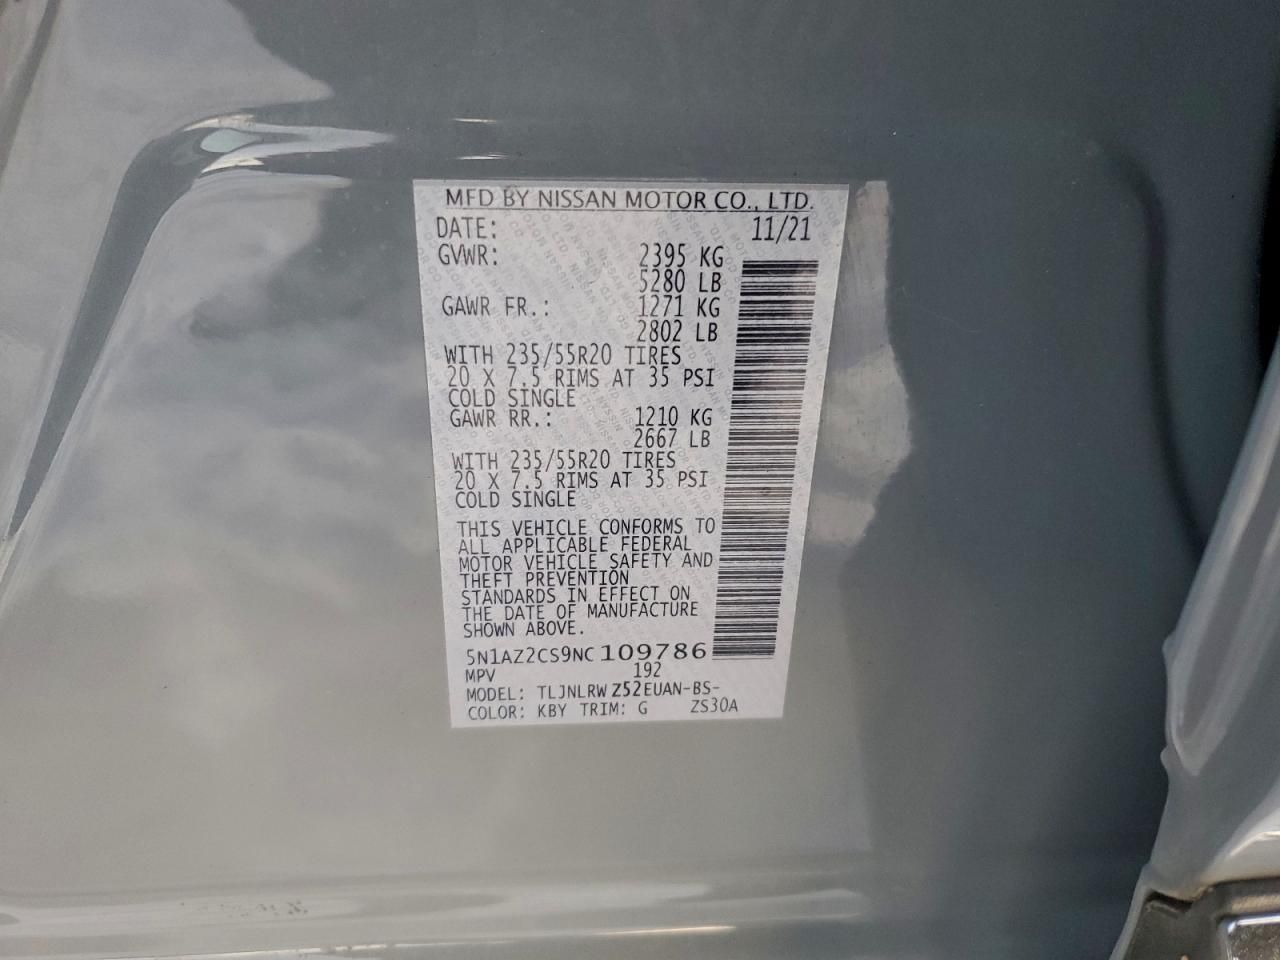 MFD BY NISSAN MOTOR CO., LTD.
DATE: 11/21
GVWR: 2395 KG
5280 LB
GAWR FR.: 1271 KG
2802 LB
WITH 235/55R20 TIRES
20 X 7.5 RIMS AT 35 PSI
COLD SINGLE
GAWR RR.: 1210 KG
2667 LB
WITH 235/55R20 TIRES
20 X 7.5 RIMS AT 35 PSI
COLD SINGLE
THIS VEHICLE CONFORMS TO
ALL APPLICABLE FEDERAL
MOTOR VEHICLE SAFETY AND
THEFT PREVENTION
STANDARDS IN EFFECT ON
THE DATE OF MANUFACTURE
SHOWN ABOVE.
5N1AZ2CS9NC109786
MPV 192
MODEL: TLJNLRW Z52EUAN-BS-
COLOR: KBY TRIM: G ZS30A